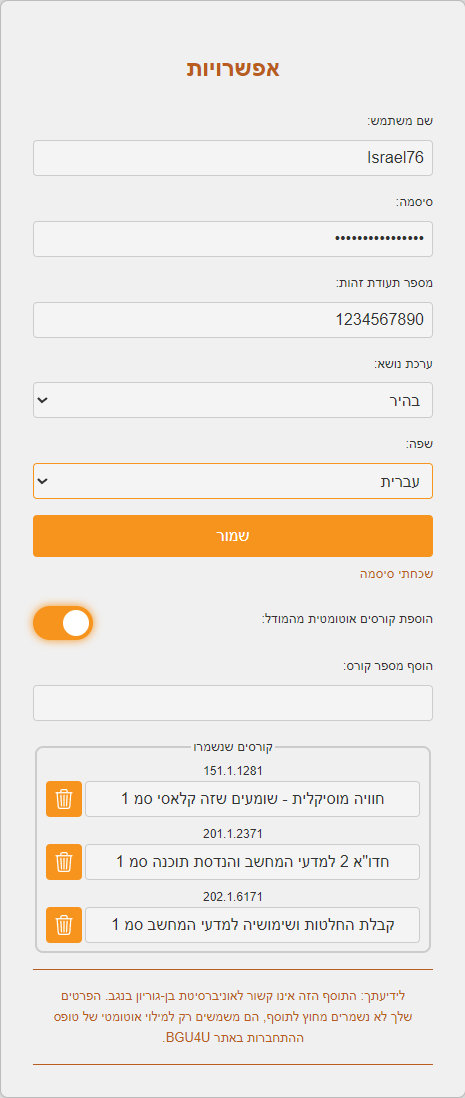 אפשרויות
שם משתמש:
Israel76
סיסמה:
••••••••••••••••
מספר תעודת זהות:
1234567890
ערכת נושא:
בהיר
שפה:
עברית
שמור
שכחתי סיסמה
הוספת קורסים אוטומטית מהמודל:
הוסף מספר קורס:
קורסים שנשמרו
151.1.1281
חוויה מוסיקלית - שומעים שזה קלאסי סמ 1
201.1.2371
חדו"א 2 למדעי המחשב והנדסת תוכנה סמ 1
202.1.6171
קבלת החלטות ושימושיה למדעי המחשב סמ 1
לידיעתך: התוסף הזה אינו קשור לאוניברסיטת בן-גוריון בנגב. הפרטים
שלך לא נשמרים מחוץ לתוסף, הם משמשים רק למילוי אוטומטי של טופס
ההתחברות באתר BGU4U.